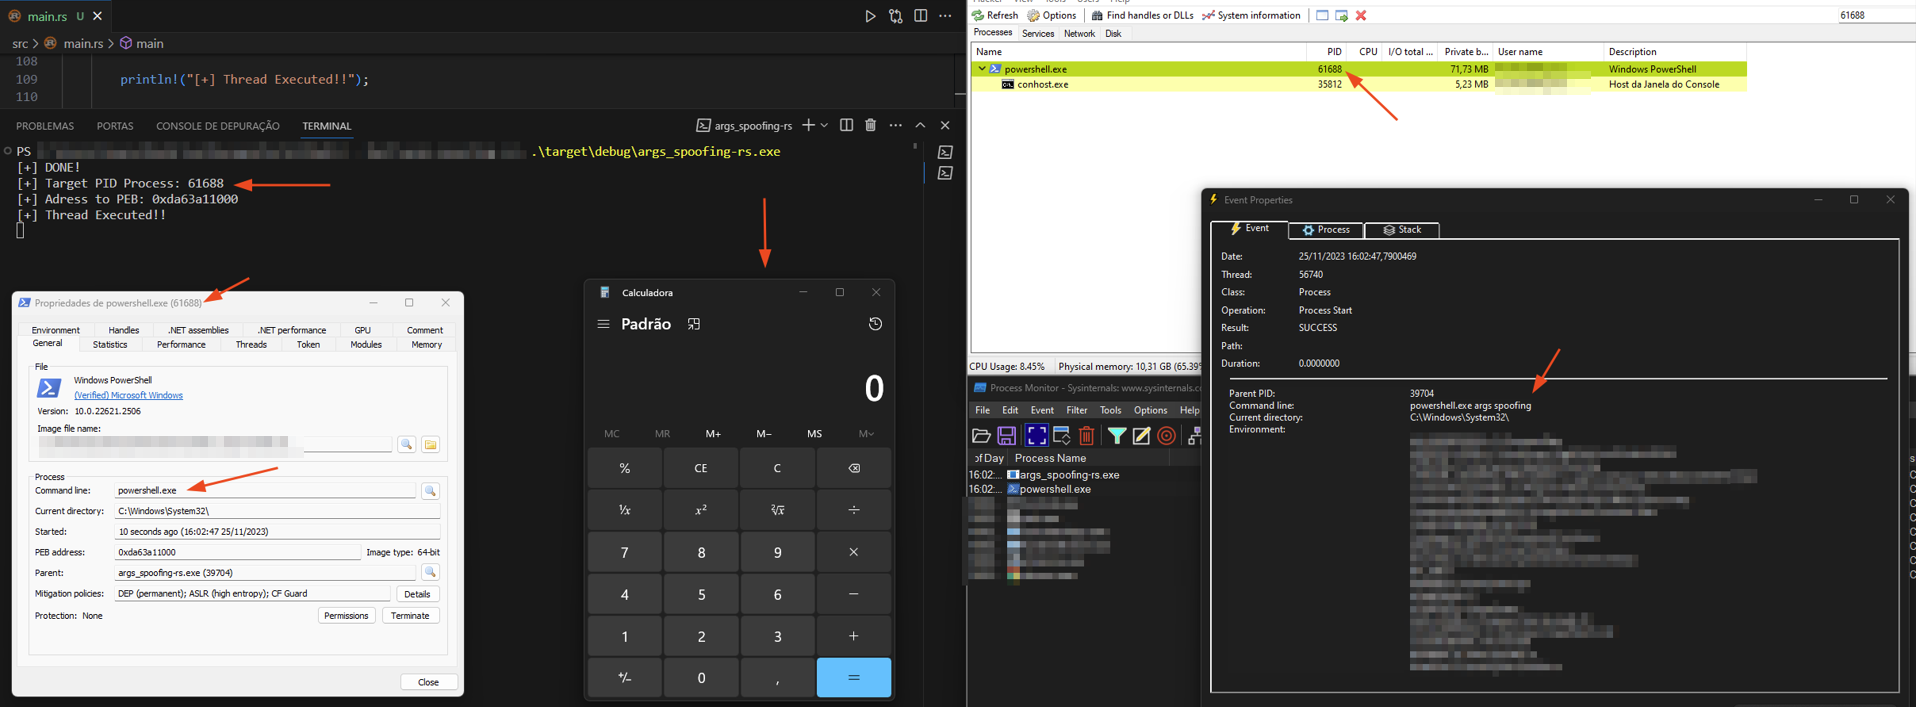 main.rs U
src > main.rs > main
108
109 println!("[+] Thread Executed!!");
110
PROBLEMAS PORTAS CONSOLE DE DEPURAÇÃO TERMINAL
args_spoofing-rs
PS .\target\debug\args_spoofing-rs.exe
[+] DONE!
[+] Target PID Process: 61688
[+] Adress to PEB: 0xda63a11000
[+] Thread Executed!!
Propriedades de powershell.exe (61688)
Environment Handles .NET assemblies .NET performance GPU Comment
General Statistics Performance Threads Token Modules Memory
File
Windows PowerShell
(Verified) Microsoft Windows
Version: 10.0.22621.2506
Image file name:
Process
Command line: powershell.exe
Current directory: C:\Windows\System32\
Started: 10 seconds ago (16:02:47 25/11/2023)
PEB address: 0xda63a11000 Image type: 64-bit
Parent: args_spoofing-rs.exe (39704)
Mitigation policies: DEP (permanent); ASLR (high entropy); CF Guard Details
Protection: None Permissions Terminate
Close
Calculadora
Padrão
0
MC MR M+ M− MS M˅
% CE C
¹/x x² ²√x ÷
7 8 9 ×
4 5 6 −
1 2 3 +
+/− 0 , =
Hacker View Tools Users Help
Refresh Options Find handles or DLLs System information 61688
Processes Services Network Disk
Name PID CPU I/O total ... Private b... User name Description
powershell.exe 61688 71,73 MB Windows PowerShell
conhost.exe 35812 5,23 MB Host da Janela do Console
CPU Usage: 8.45% Physical memory: 10,31 GB (65.39%
Process Monitor - Sysinternals: www.sysinternals.c
File Edit Event Filter Tools Options Help
of Day Process Name
16:02:... args_spoofing-rs.exe
16:02:... powershell.exe
Event Properties
Event Process Stack
Date: 25/11/2023 16:02:47,7900469
Thread: 56740
Class: Process
Operation: Process Start
Result: SUCCESS
Path:
Duration: 0.0000000
Parent PID: 39704
Command line: powershell.exe args spoofing
Current directory: C:\Windows\System32\
Environment: